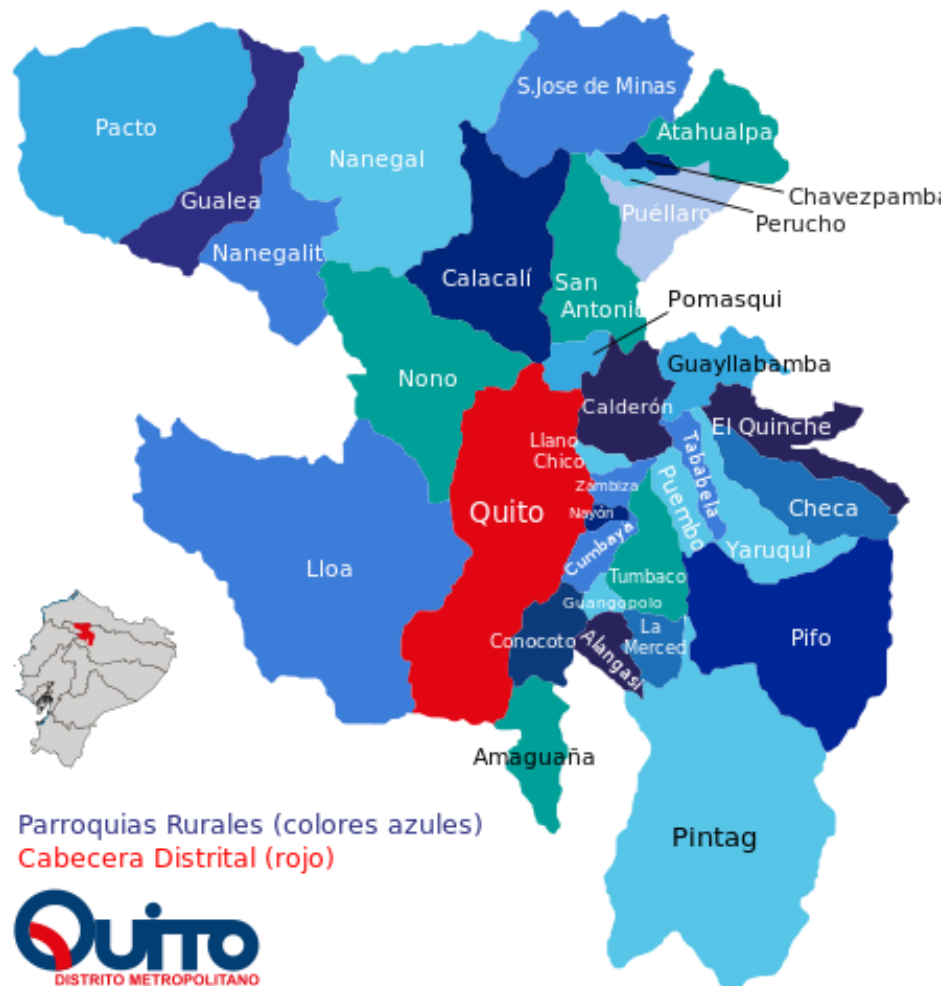 S.Jose de Minas
Pacto
Atahualpa
Nanegal
Gualea
Chavezpamba
Puéllaro
Perucho
Nanegalit
Calacalí
San
Antonio
Pomasqui
Nono
Guayllabamba
Calderón
El Quinche
Llano
Chico
Tababela
Puembo
Zambiza
Checa
Quito
Nayón
Cumbaya
Yaruquí
Lloa
Tumbaco
Guangopolo
La
Merced
Conocoto
Alangasi
Pifo
Amaguaña
Pintag
Parroquias Rurales (colores azules)
Cabecera Distrital (rojo)
QUITO
DISTRITO METROPOLITANO